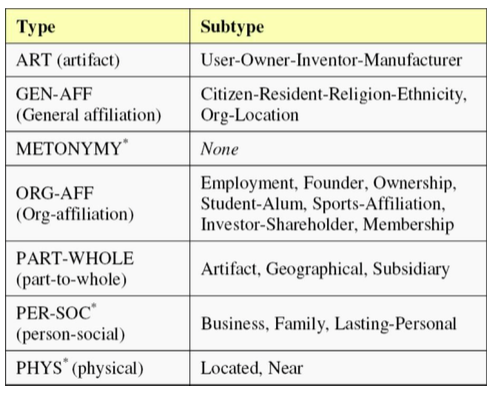 Type Subtype
ART (artifact) User-Owner-Inventor-Manufacturer
GEN-AFF Citizen-Resident-Religion-Ethnicity,
(General affiliation) Org-Location
METONYMY* None
ORG-AFF
(Org-affiliation)
Employment, Founder, Ownership,
Student-Alum, Sports-Affiliation,
Investor-Shareholder, Membership
PART-WHOLE
(part-to-whole)
Artifact, Geographical, Subsidiary
PER-SOC*
(person-social)
Business, Family, Lasting-Personal
PHYS* (physical) Located, Near